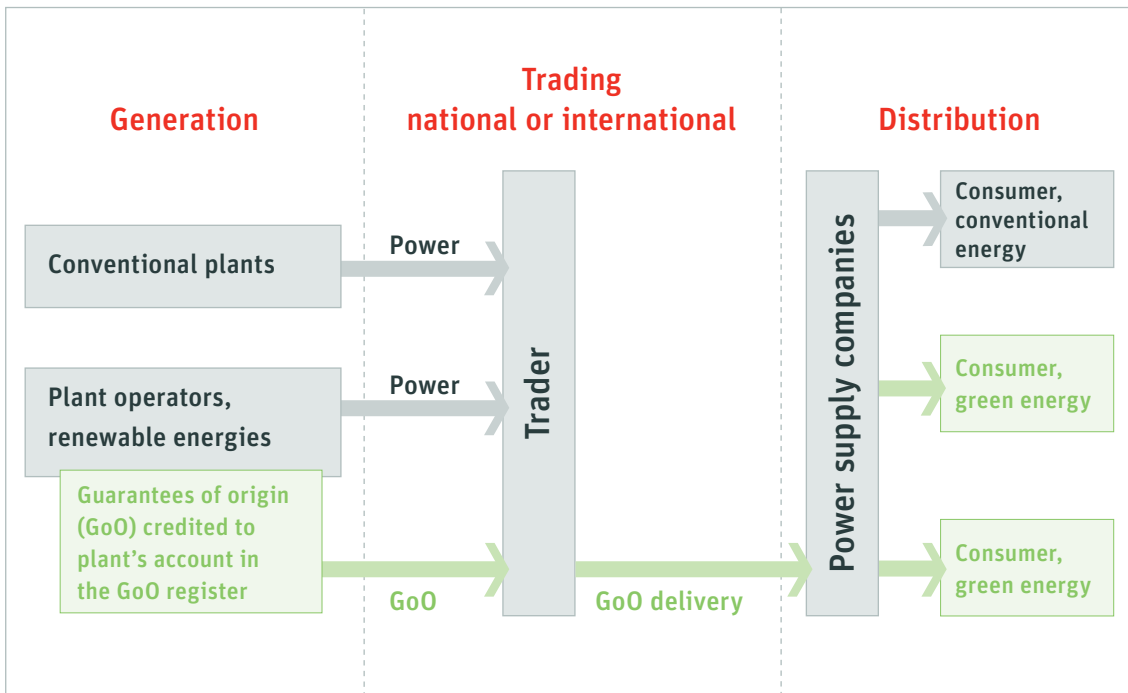 Generation
Trading
national or international
Distribution
Conventional plants
Power
Plant operators,
renewable energies
Power
Guarantees of origin
(GoO) credited to
plant's account in
the GoO register
GoO
Trader
GoO delivery
Power supply companies
Consumer,
conventional
energy
Consumer,
green energy
Consumer,
green energy